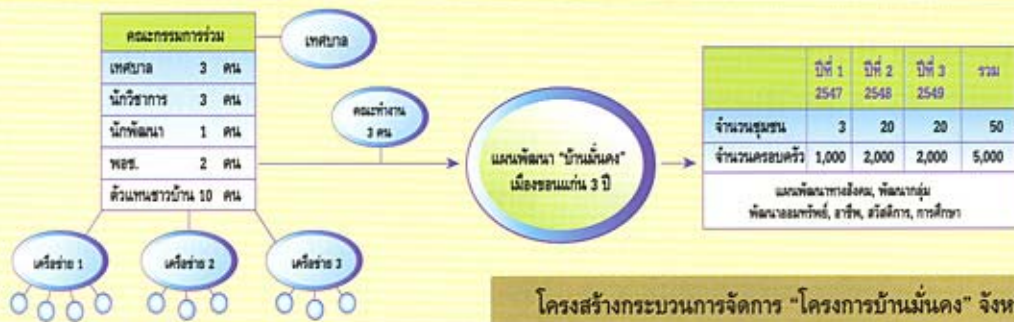 คณะกรรมการร่วม
เทศบาล 3 คน
นักวิชาการ 3 คน
นักพัฒนา 1 คน
พอช. 2 คน
ตัวแทนชาวบ้าน 10 คน
เทศบาล
คณะทำงาน
3 คน
เครือข่าย 1
เครือข่าย 2
เครือข่าย 3
แผนพัฒนา "บ้านมั่นคง"
เมืองขอนแก่น 3 ปี
ปีที่ 1 ปีที่ 2 ปีที่ 3 รวม
2547 2548 2549
จำนวนชุมชน 3 20 20 50
จำนวนครอบครัว 1,000 2,000 2,000 5,000
แผนพัฒนาทางสังคม, พัฒนากลุ่ม
พัฒนาออมทรัพย์, อาชีพ, สวัสดิการ, การศึกษา
โครงสร้างกระบวนการจัดการ "โครงการบ้านมั่นคง" จังห